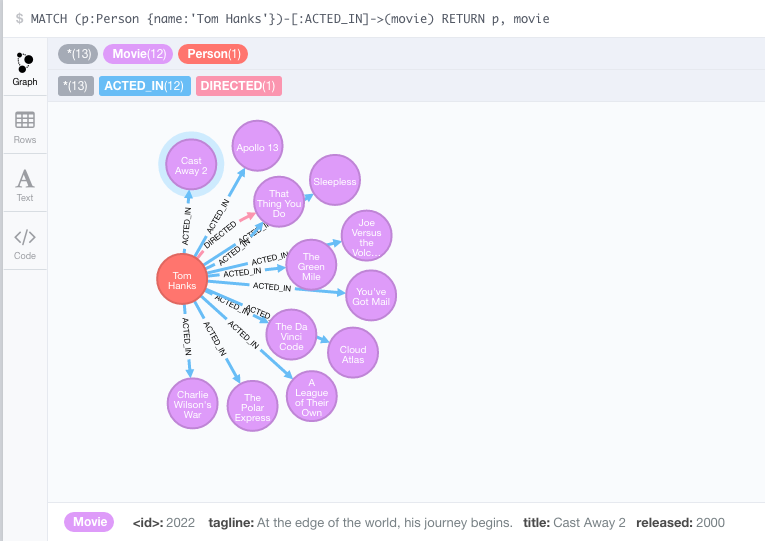 $ MATCH (p:Person {name:'Tom Hanks'})-[:ACTED_IN]->(movie) RETURN p, movie
Graph
Rows
Text
Code
*(13) Movie(12) Person(1)
*(13) ACTED_IN(12) DIRECTED(1)
Cast
Away 2
Apollo 13
That
Thing You
Do
Sleepless
Joe
Versus
the
Volc...
The
Green
Mile
You've
Got Mail
Tom
Hanks
The Da
Vinci
Code
Cloud
Atlas
A
League
of Their
Own
The
Polar
Express
Charlie
Wilson's
War
ACTED_IN
ACTED_IN
DIRECTED
ACTED_IN
ACTED_IN
ACTED_IN
ACTED_IN
ACTED_IN
ACTED_IN
ACTED
ACTED_IN
ACTED_IN
ACTED_IN
Movie <id>: 2022 tagline: At the edge of the world, his journey begins. title: Cast Away 2 released: 2000